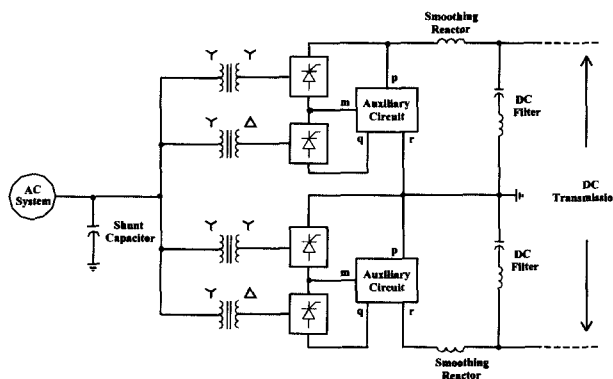 Smoothing
Reactor
p
m
Auxiliary
Circuit
q
r
DC
Filter
AC
System
Shunt
Capacitor
DC
Transmissio
p
m
Auxiliary
Circuit
q
r
DC
Filter
Smoothing
Reactor